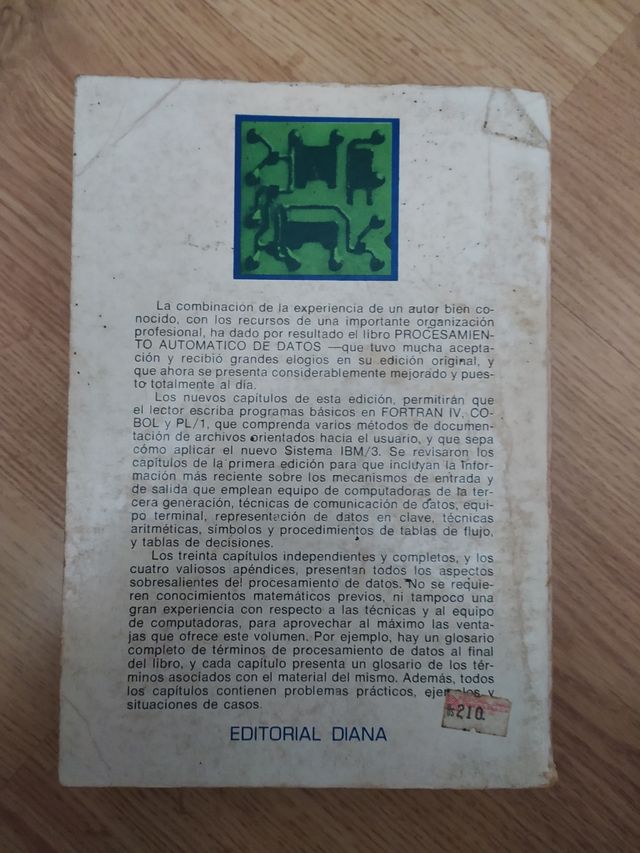 La combinación de la experiencia de un autor bien co-
nocido, con los recursos de una importante organización
profesional, ha dado por resultado el libro PROCESAMIEN-
TO AUTOMATICO DE DATOS —que tuvo mucha acepta-
ción y recibió grandes elogios en su edición original, y
que ahora se presenta considerablemente mejorado y pues-
to totalmente al día.
Los nuevos capítulos de esta edición, permitirán que
el lector escriba programas básicos en FORTRAN IV, CO-
BOL y PL/1, que comprenda varios métodos de documen-
tación de archivos orientados hacia el usuario, y que sepa
cómo aplicar el nuevo Sistema IBM/3. Se revisaron los
capítulos de la primera edición para que incluyan la infor-
mación más reciente sobre los mecanismos de entrada y
de salida que emplean equipo de computadoras de la ter-
cera generación, técnicas de comunicación de datos, equi-
po terminal, representación de datos en clave, técnicas
aritméticas, símbolos y procedimientos de tablas de flujo,
y tablas de decisiones.
Los treinta capítulos independientes y completos, y los
cuatro valiosos apéndices, presentan todos los aspectos
sobresalientes del procesamiento de datos. No se requie-
ren conocimientos matemáticos previos, ni tampoco una
gran experiencia con respecto a las técnicas y al equipo
de computadoras, para aprovechar al máximo las venta-
jas que ofrece este volumen. Por ejemplo, hay un glosario
completo de términos de procesamiento de datos al final
del libro, y cada capítulo presenta un glosario de los tér-
minos asociados con el material del mismo. Además, todos
los capítulos contienen problemas prácticos, ejemplos y
situaciones de casos.
$210.
EDITORIAL DIANA